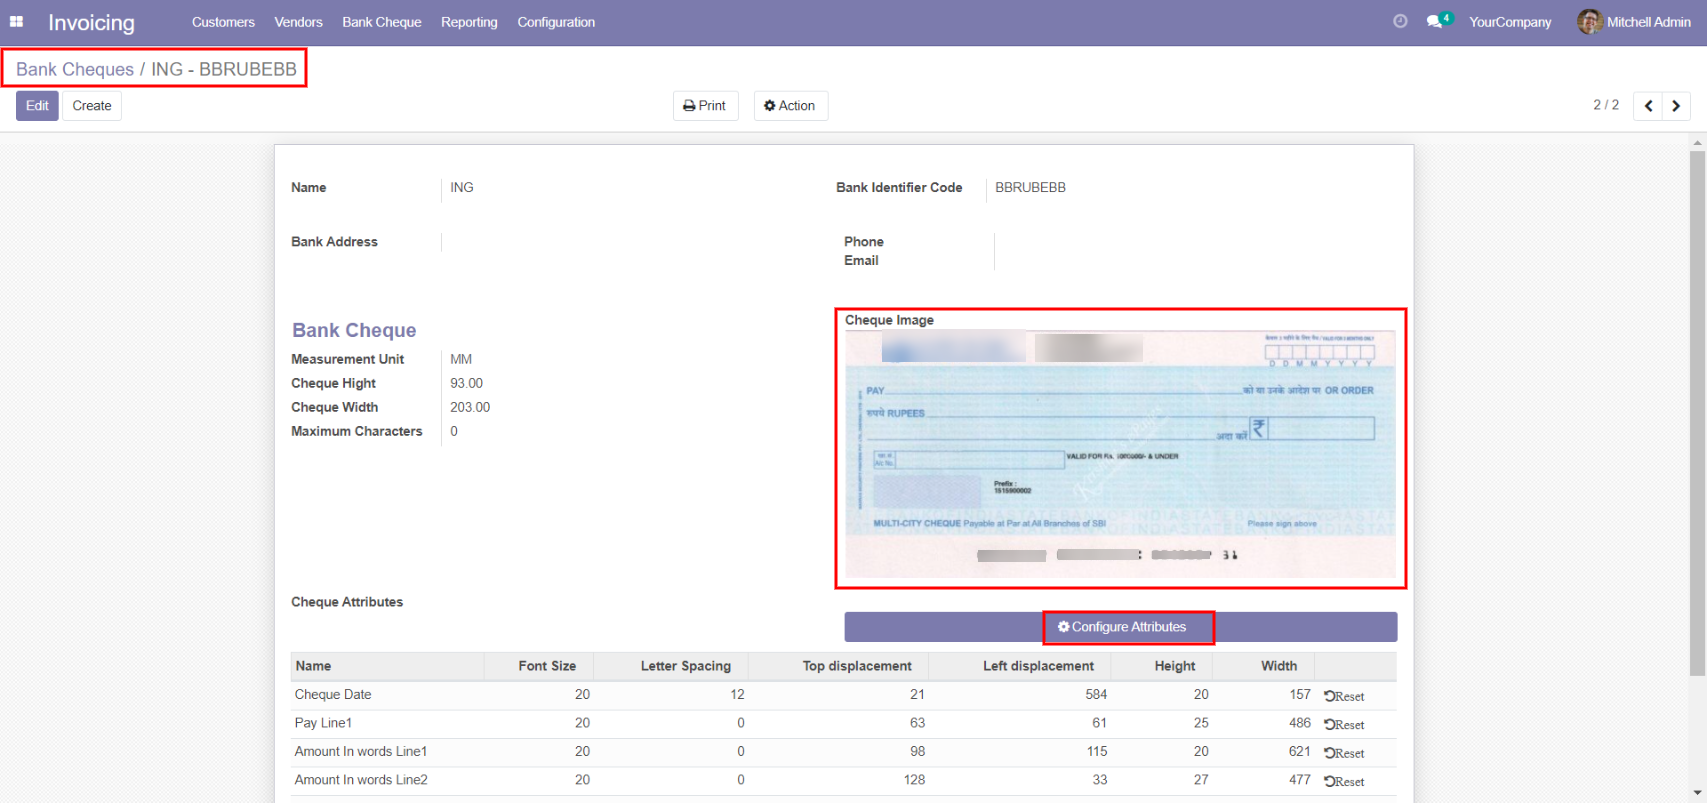 Invoicing Customers Vendors Bank Cheque Reporting Configuration 4 YourCompany Mitchell Admin
Bank Cheques / ING - BBRUBEBB
Edit Create Print Action 2 / 2
Name ING Bank Identifier Code BBRUBEBB
Bank Address Phone
Email
Cheque Image
Bank Cheque
Measurement Unit MM
Cheque Hight 93.00
Cheque Width 203.00
Maximum Characters 0
D D M M Y Y Y Y
PAY को या उनके आदेश पर OR ORDER
रुपये RUPEES
अदा करें ₹
VALID FOR Rs. 1000000/- & UNDER
Prefix :
1515900002
MULTI-CITY CHEQUE Payable at Par at All Branches of SBI Please sign above
31
Cheque Attributes
Configure Attributes
Name Font Size Letter Spacing Top displacement Left displacement Height Width
Cheque Date 20 12 21 584 20 157 Reset
Pay Line1 20 0 63 61 25 486 Reset
Amount In words Line1 20 0 98 115 20 621 Reset
Amount In words Line2 20 0 128 33 27 477 Reset